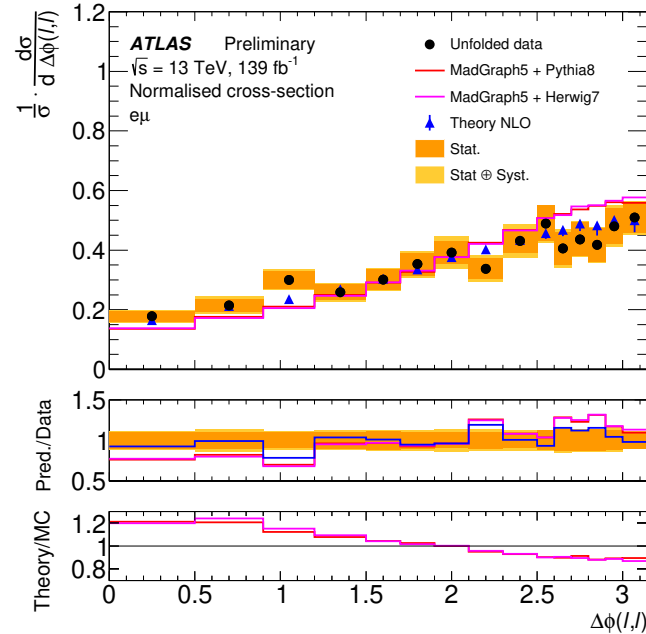 1/σ · dσ/d Δϕ(l,l)
ATLAS Preliminary
√s = 13 TeV, 139 fb⁻¹
Normalised cross-section
eμ
Unfolded data
MadGraph5 + Pythia8
MadGraph5 + Herwig7
Theory NLO
Stat.
Stat ⊕ Syst.
1.2
1
0.8
0.6
0.4
0.2
0
Pred./Data
1.5
1
0.5
Theory/MC
1.2
1
0.8
0 0.5 1 1.5 2 2.5 3
Δϕ(l,l)